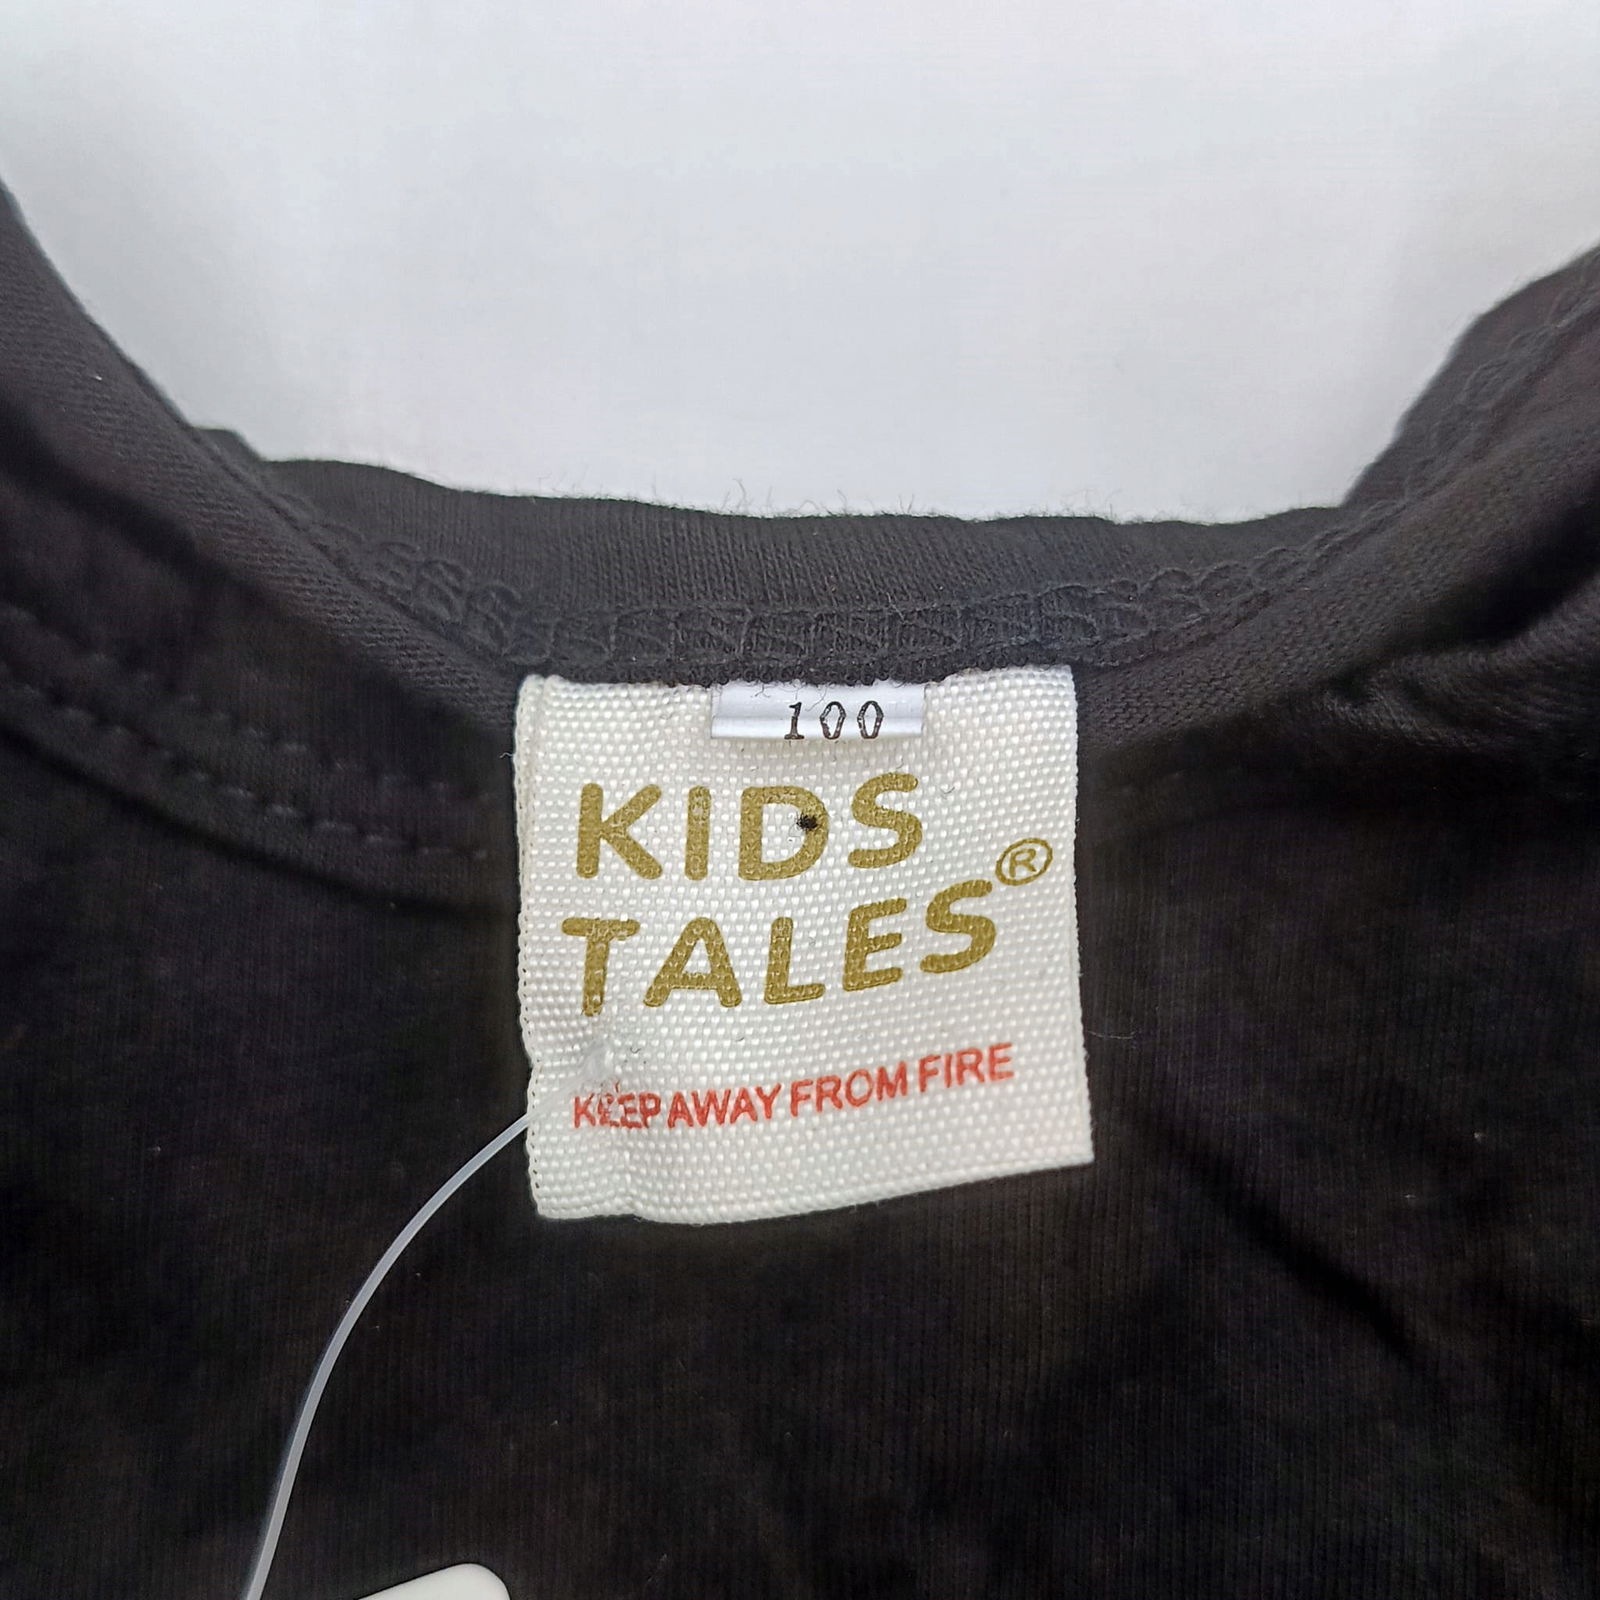 100
KIDS
TALES®
KEEP AWAY FROM FIRE